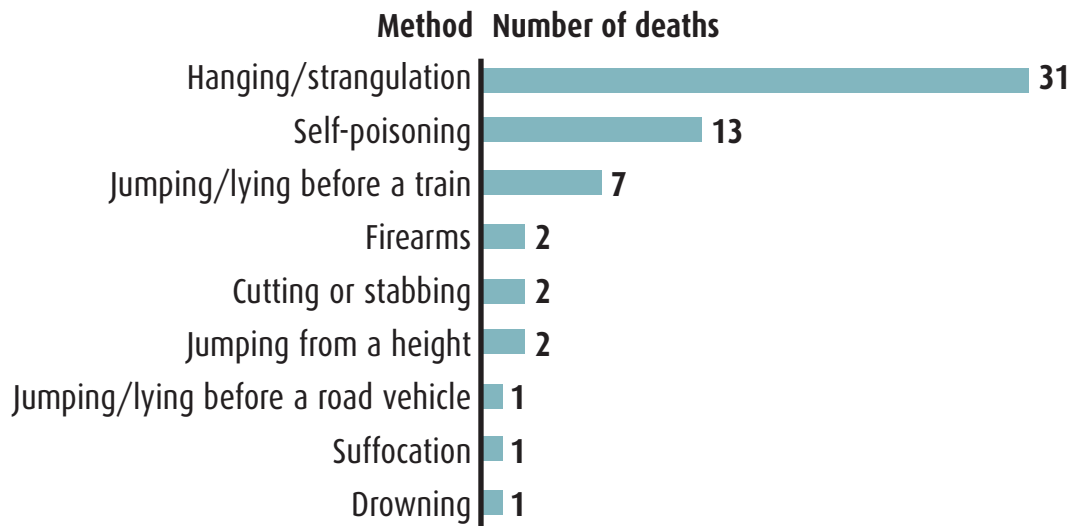 Method Number of deaths
Hanging/strangulation 31
Self-poisoning 13
Jumping/lying before a train 7
Firearms 2
Cutting or stabbing 2
Jumping from a height 2
Jumping/lying before a road vehicle 1
Suffocation 1
Drowning 1